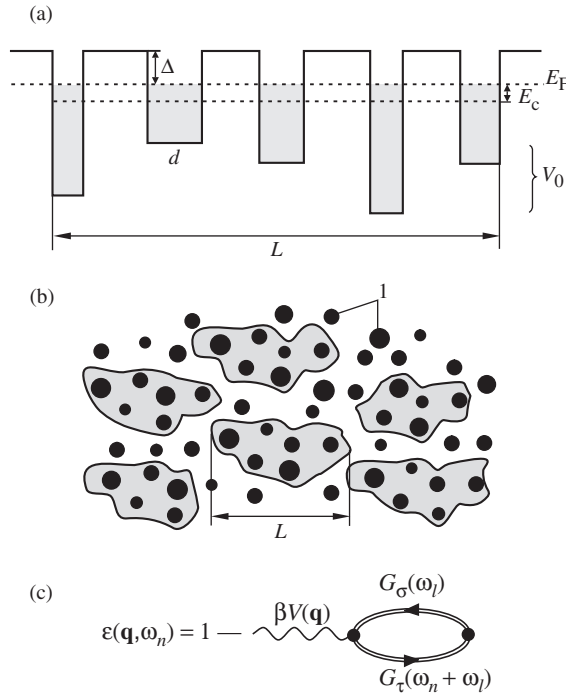 (a)
Δ
E_F
E_c
d
V_0
L
(b)
1
L
(c)
G_σ(ω_l)
βV(q)
ε(q,ω_n) = 1 —
G_τ(ω_n + ω_l)